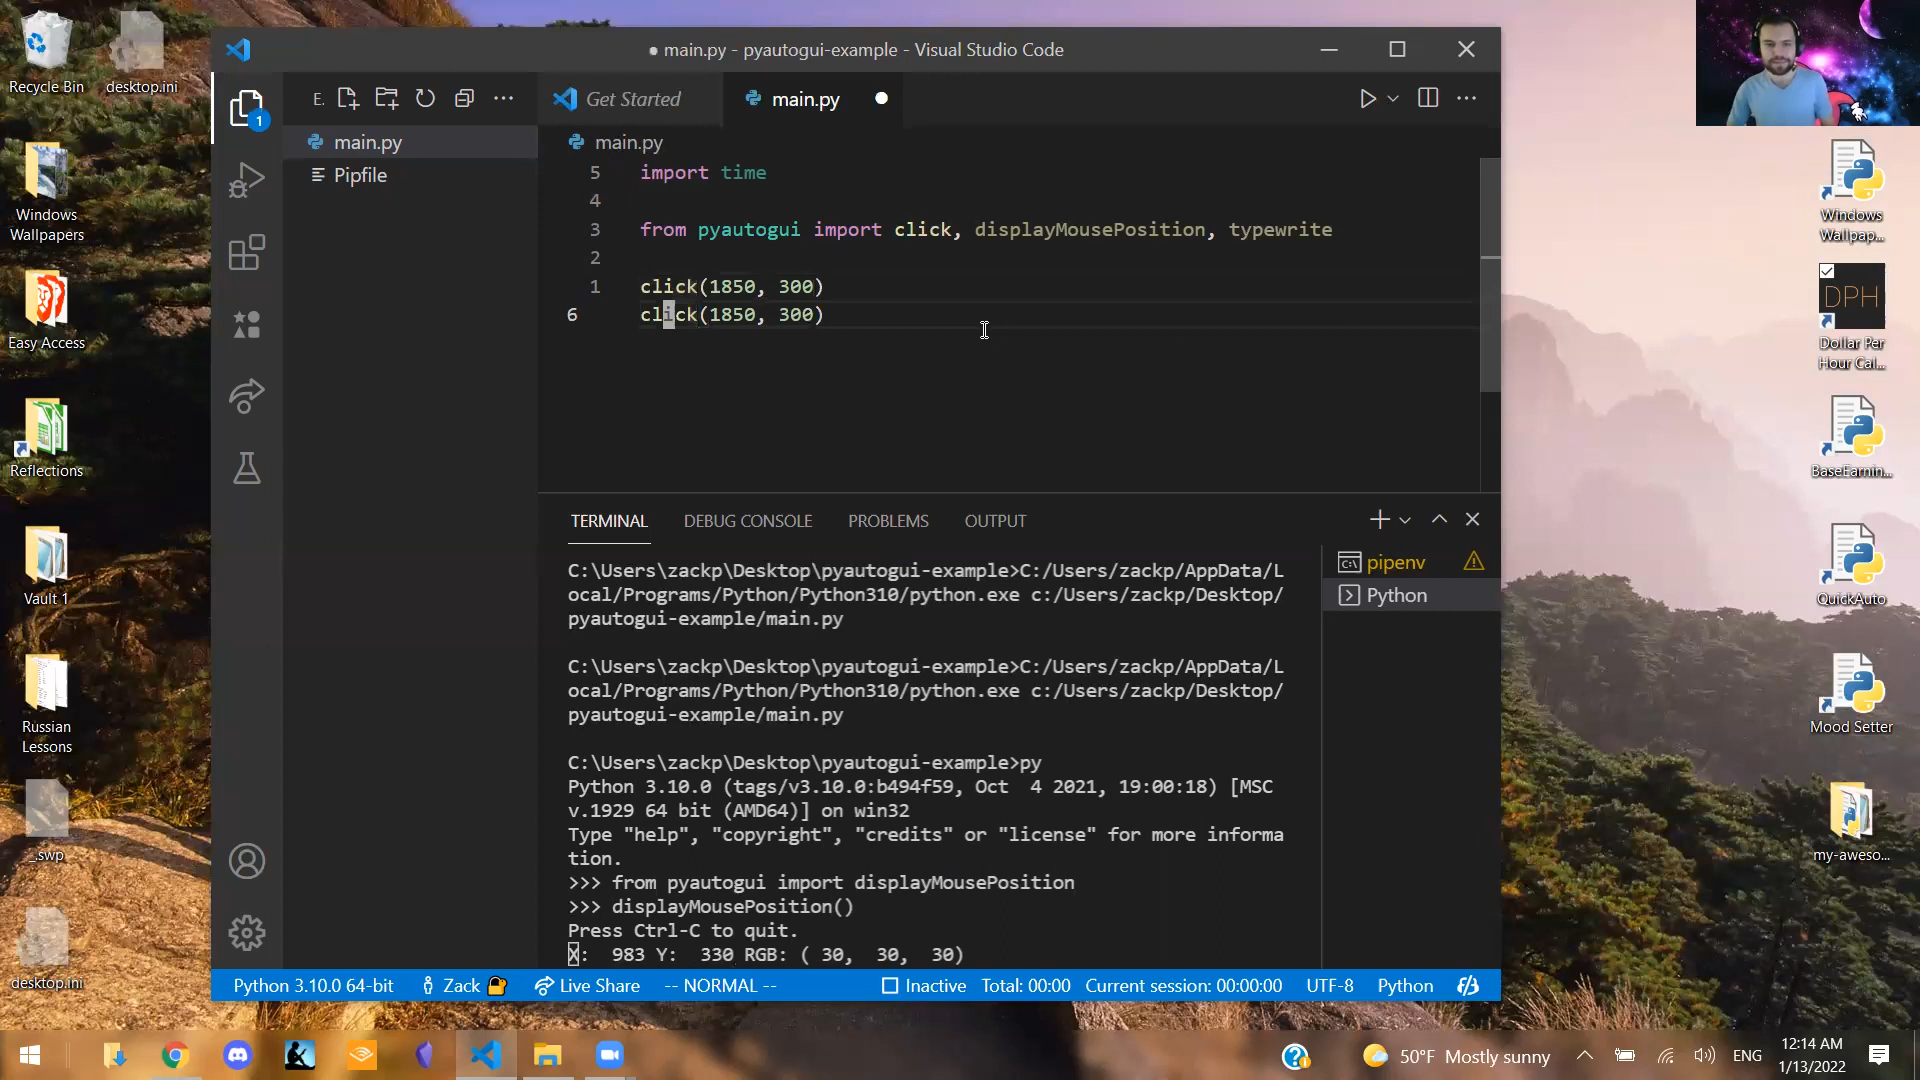 Recycle Bin
desktop.ini
Windows
Wallpapers
Easy Access
Reflections
Vault 1
Russian
Lessons
_.swp
desktop.ini
● main.py - pyautogui-example - Visual Studio Code
E.
1
main.py
Pipfile
Get Started
main.py
main.py
5 import time
4
3 from pyautogui import click, displayMousePosition, typewrite
2
1 click(1850, 300)
6 click(1850, 300)
TERMINAL DEBUG CONSOLE PROBLEMS OUTPUT
pipenv
Python
C:\Users\zackp\Desktop\pyautogui-example>C:/Users/zackp/AppData/L
ocal/Programs/Python/Python310/python.exe c:/Users/zackp/Desktop/
pyautogui-example/main.py
C:\Users\zackp\Desktop\pyautogui-example>C:/Users/zackp/AppData/L
ocal/Programs/Python/Python310/python.exe c:/Users/zackp/Desktop/
pyautogui-example/main.py
C:\Users\zackp\Desktop\pyautogui-example>py
Python 3.10.0 (tags/v3.10.0:b494f59, Oct  4 2021, 19:00:18) [MSC
v.1929 64 bit (AMD64)] on win32
Type "help", "copyright", "credits" or "license" for more informa
tion.
>>> from pyautogui import displayMousePosition
>>> displayMousePosition()
Press Ctrl-C to quit.
X:  983 Y:  330 RGB: ( 30,  30,  30)
Python 3.10.0 64-bit Zack Live Share -- NORMAL -- Inactive Total: 00:00 Current session: 00:00:00 UTF-8 Python
Windows
Wallpap...
DPH
Dollar Per
Hour Cal...
BaseEarnin...
QuickAuto
Mood Setter
my-aweso...
50°F Mostly sunny
ENG
12:14 AM
1/13/2022